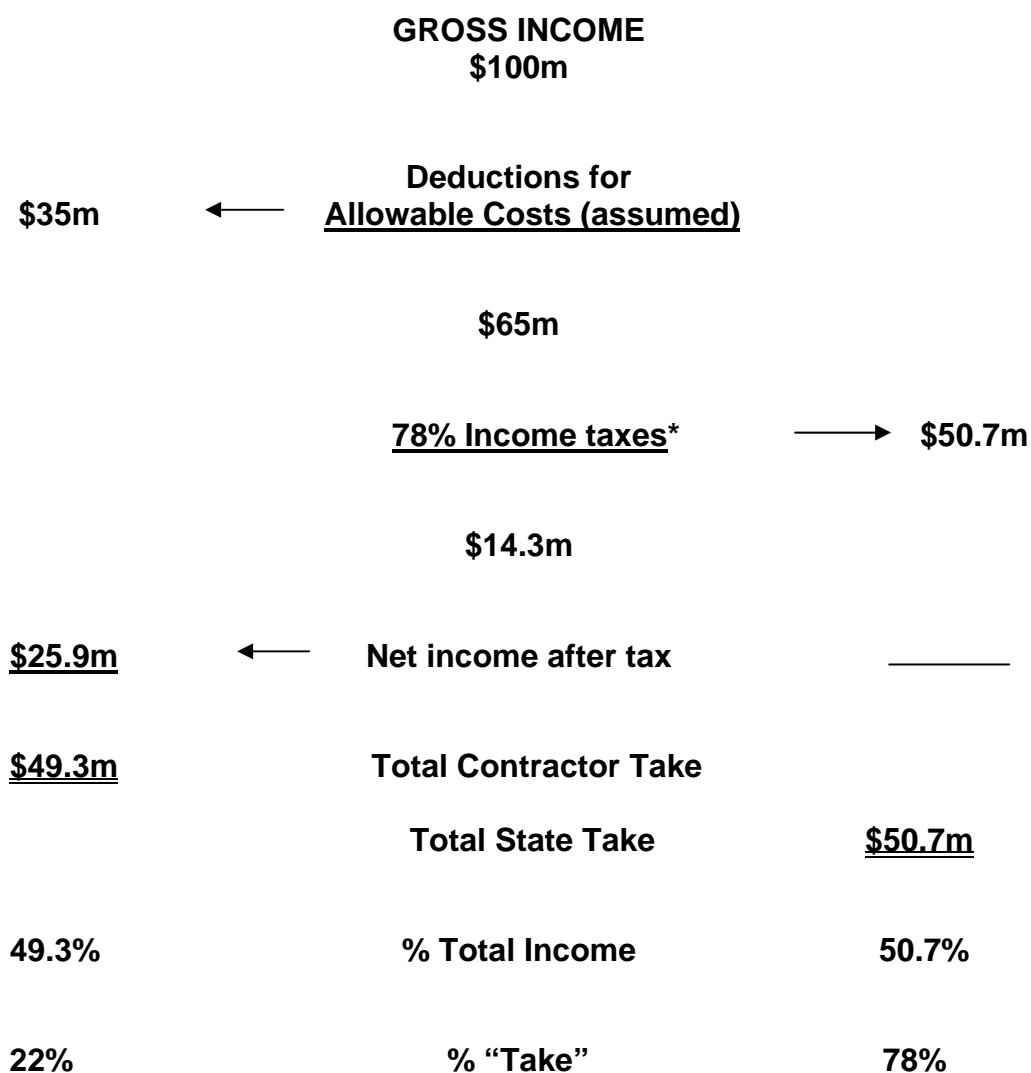 GROSS INCOME
$100m
Deductions for
$35m Allowable Costs (assumed)
$65m
78% Income taxes* $50.7m
$14.3m
$25.9m Net income after tax
$49.3m Total Contractor Take
Total State Take $50.7m
49.3% % Total Income 50.7%
22% % “Take” 78%